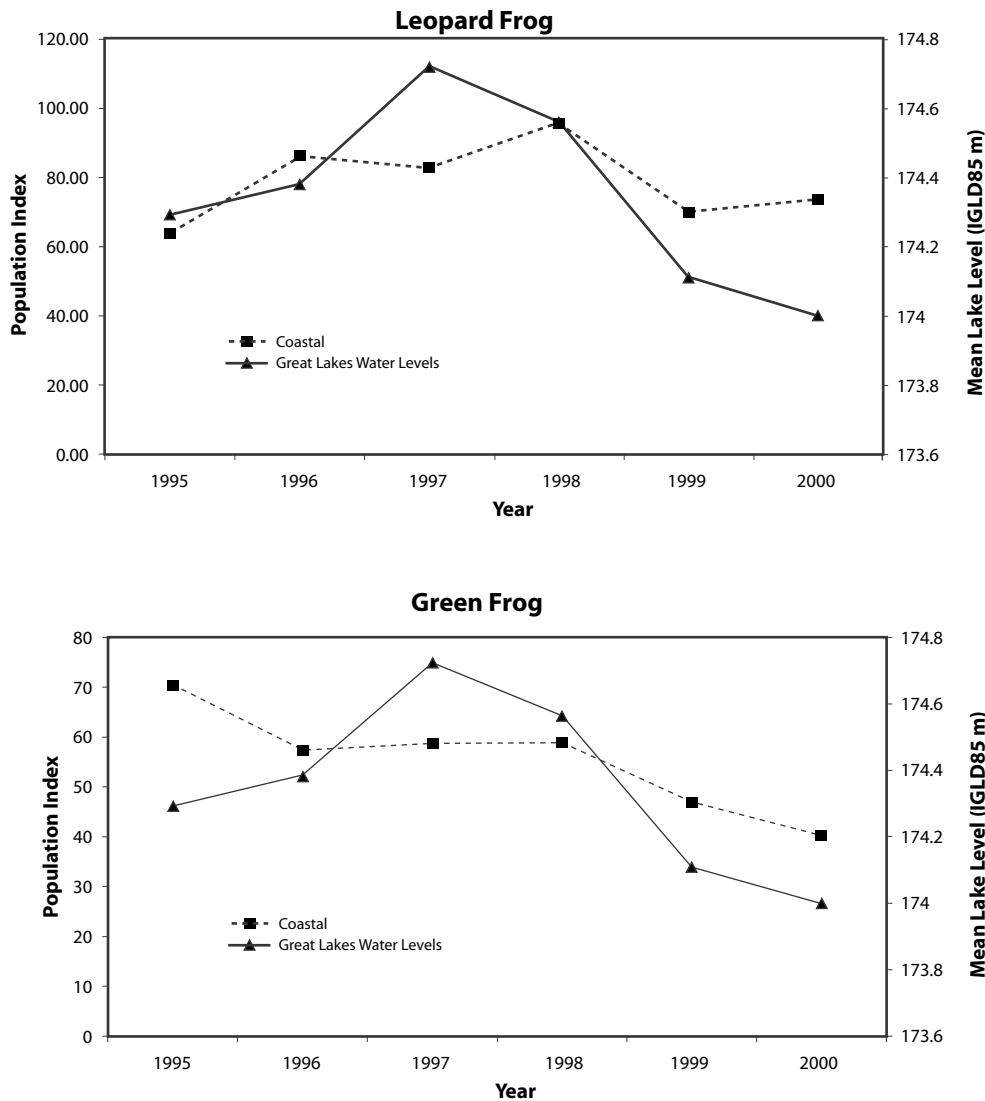 Leopard Frog
120.00
100.00
80.00
60.00
40.00
20.00
0.00
Population Index
174.8
174.6
174.4
174.2
174
173.8
173.6
Mean Lake Level (IGLD85 m)
Coastal
Great Lakes Water Levels
1995 1996 1997 1998 1999 2000
Year
Green Frog
80
70
60
50
40
30
20
10
0
Population Index
174.8
174.6
174.4
174.2
174
173.8
173.6
Mean Lake Level (IGLD85 m)
Coastal
Great Lakes Water Levels
1995 1996 1997 1998 1999 2000
Year